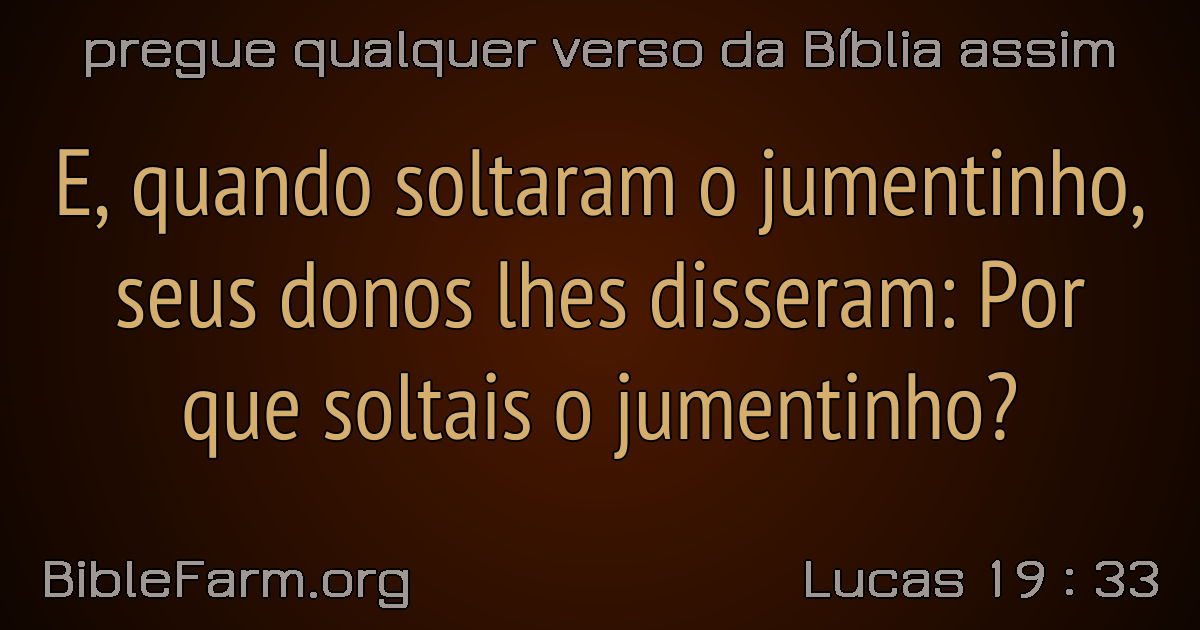 pregue qualquer verso da Bíblia assim
E, quando soltaram o jumentinho,
seus donos lhes disseram: Por
que soltais o jumentinho?
BibleFarm.org
Lucas 19 : 33